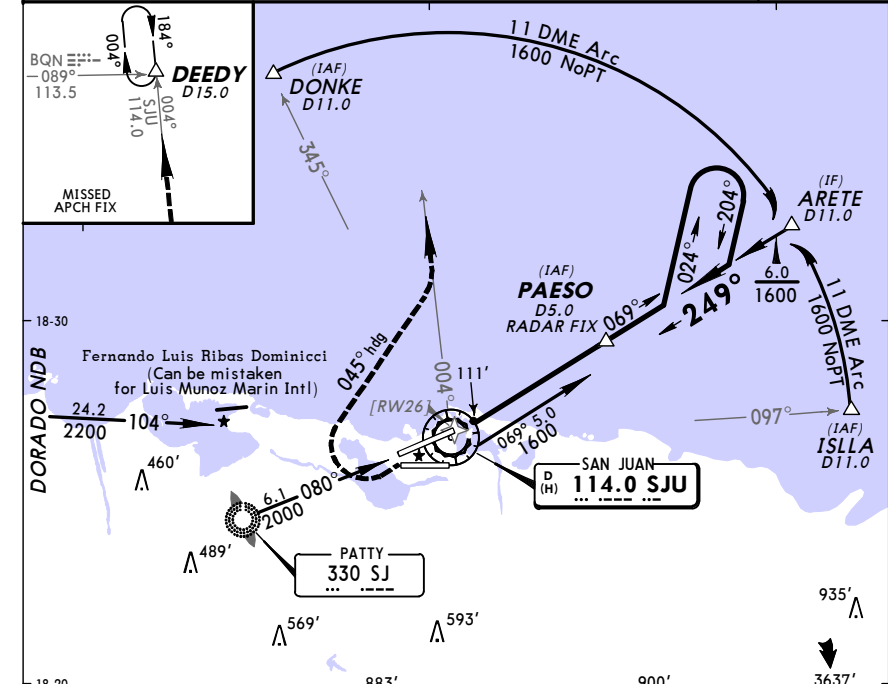 004°
184°
BQN
089°
113.5
DEEDY
D15.0
SJU
114.0
004°
MISSED
APCH FIX
(IAF)
DONKE
D11.0
345°
11 DME Arc
1600 NoPT
(IF)
ARETE
D11.0
204°
024°
6.0
1600
249°
(IAF)
PAESO
D5.0
RADAR FIX
069°
11 DME Arc
1600 NoPT
18-30
045° hdg
Fernando Luis Ribas Dominicci
(Can be mistaken
for Luis Munoz Marin Intl)
004°
111'
[RW26]
DORADO NDB
24.2
2200
104°
069° 5.0
1600
097°
(IAF)
ISLLA
D11.0
460'
6.1
2000
080°
SAN JUAN
D
(H)
114.0 SJU
489'
PATTY
330 SJ
569'
593'
935'
18-20
883'
900'
3637'